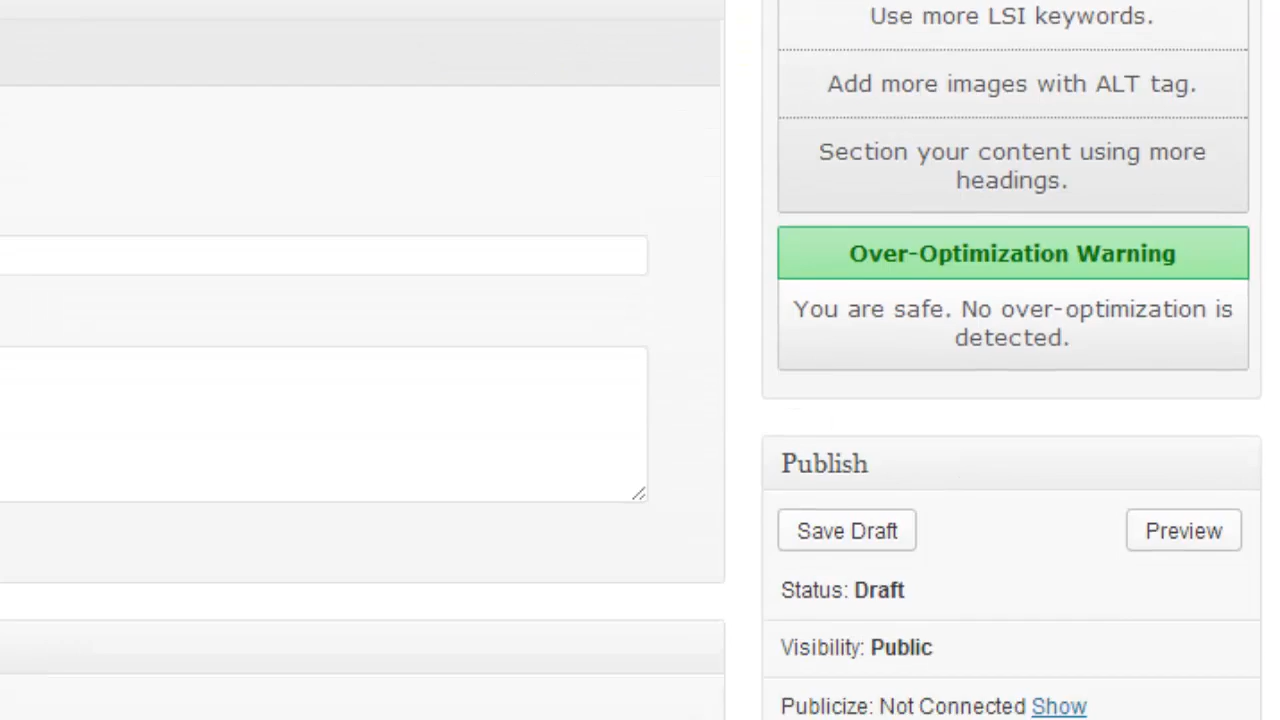 Use more LSI keywords.
Add more images with ALT tag.
Section your content using more
headings.
Over-Optimization Warning
You are safe. No over-optimization is
detected.
Publish
Save Draft
Preview
Status: Draft
Visibility: Public
Publicize: Not Connected Show